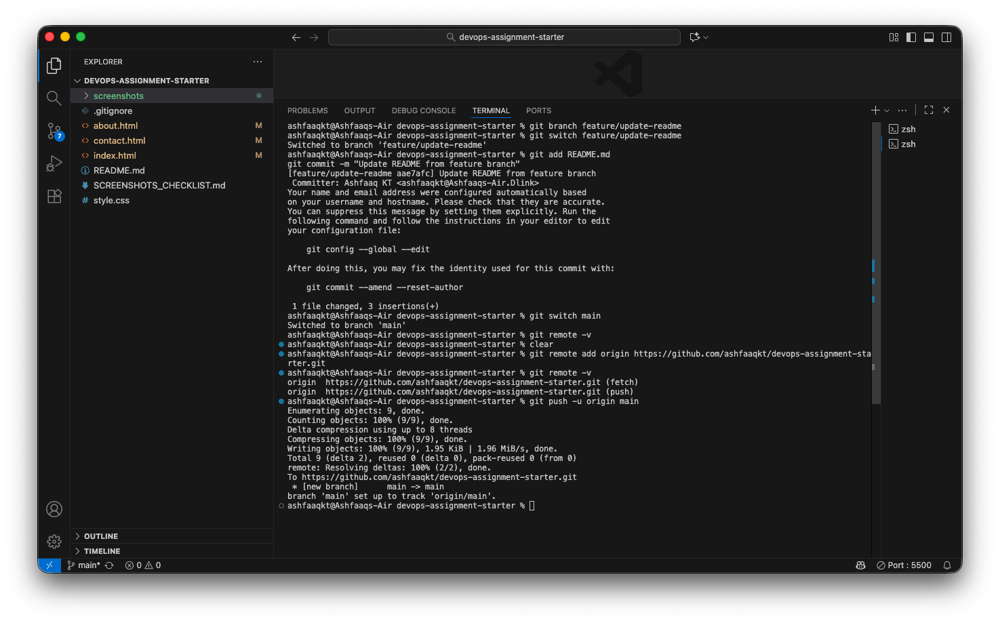 devops-assignment-starter
EXPLORER
DEVOPS-ASSIGNMENT-STARTER
screenshots
.gitignore
about.html M
contact.html M
index.html M
README.md
SCREENSHOTS_CHECKLIST.md
style.css
7
OUTLINE
TIMELINE
PROBLEMS OUTPUT DEBUG CONSOLE TERMINAL PORTS
zsh
zsh
ashfaaqkt@Ashfaaqs-Air devops-assignment-starter % git branch feature/update-readme
ashfaaqkt@Ashfaaqs-Air devops-assignment-starter % git switch feature/update-readme
Switched to branch 'feature/update-readme'
ashfaaqkt@Ashfaaqs-Air devops-assignment-starter % git add README.md
git commit -m "Update README from feature branch"
[feature/update-readme aae7afc] Update README from feature branch
 Committer: Ashfaaq KT <ashfaaqkt@Ashfaaqs-Air.Dlink>
Your name and email address were configured automatically based
on your username and hostname. Please check that they are accurate.
You can suppress this message by setting them explicitly. Run the
following command and follow the instructions in your editor to edit
your configuration file:
    git config --global --edit
After doing this, you may fix the identity used for this commit with:
    git commit --amend --reset-author
 1 file changed, 3 insertions(+)
ashfaaqkt@Ashfaaqs-Air devops-assignment-starter % git switch main
Switched to branch 'main'
ashfaaqkt@Ashfaaqs-Air devops-assignment-starter % git remote -v
ashfaaqkt@Ashfaaqs-Air devops-assignment-starter % clear
ashfaaqkt@Ashfaaqs-Air devops-assignment-starter % git remote add origin https://github.com/ashfaaqkt/devops-assignment-sta
rter.git
ashfaaqkt@Ashfaaqs-Air devops-assignment-starter % git remote -v
origin  https://github.com/ashfaaqkt/devops-assignment-starter.git (fetch)
origin  https://github.com/ashfaaqkt/devops-assignment-starter.git (push)
ashfaaqkt@Ashfaaqs-Air devops-assignment-starter % git push -u origin main
Enumerating objects: 9, done.
Counting objects: 100% (9/9), done.
Delta compression using up to 8 threads
Compressing objects: 100% (9/9), done.
Writing objects: 100% (9/9), 1.95 KiB | 1.96 MiB/s, done.
Total 9 (delta 2), reused 0 (delta 0), pack-reused 0 (from 0)
remote: Resolving deltas: 100% (2/2), done.
To https://github.com/ashfaaqkt/devops-assignment-starter.git
 * [new branch]      main -> main
branch 'main' set up to track 'origin/main'.
ashfaaqkt@Ashfaaqs-Air devops-assignment-starter %
main* 0 0 Port : 5500